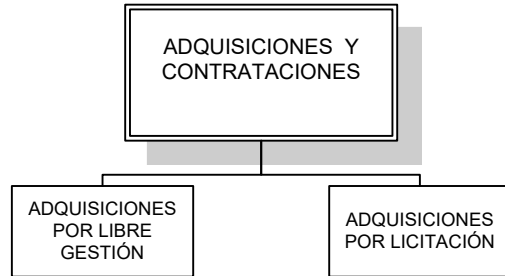 ADQUISICIONES Y
CONTRATACIONES
ADQUISICIONES
POR LIBRE
GESTIÓN
ADQUISICIONES
POR LICITACIÓN